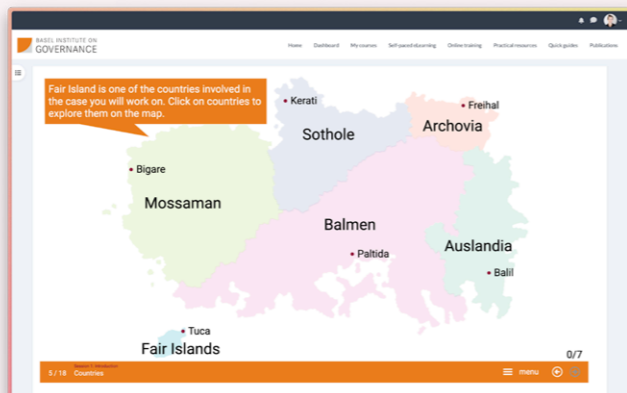 BASEL INSTITUTE ON
GOVERNANCE
Home Dashboard My courses Self-paced eLearning Online training Practical resources Quick guides Publications
Fair Island is one of the countries involved in
the case you will work on. Click on countries to
explore them on the map.
Kerati
Freihal
Sothole
Archovia
Bigare
Mossaman
Balmen
Auslandia
Paltida
Balil
Tuca
Fair Islands
0/7
Session 1: Introduction
5 / 18 Countries
menu